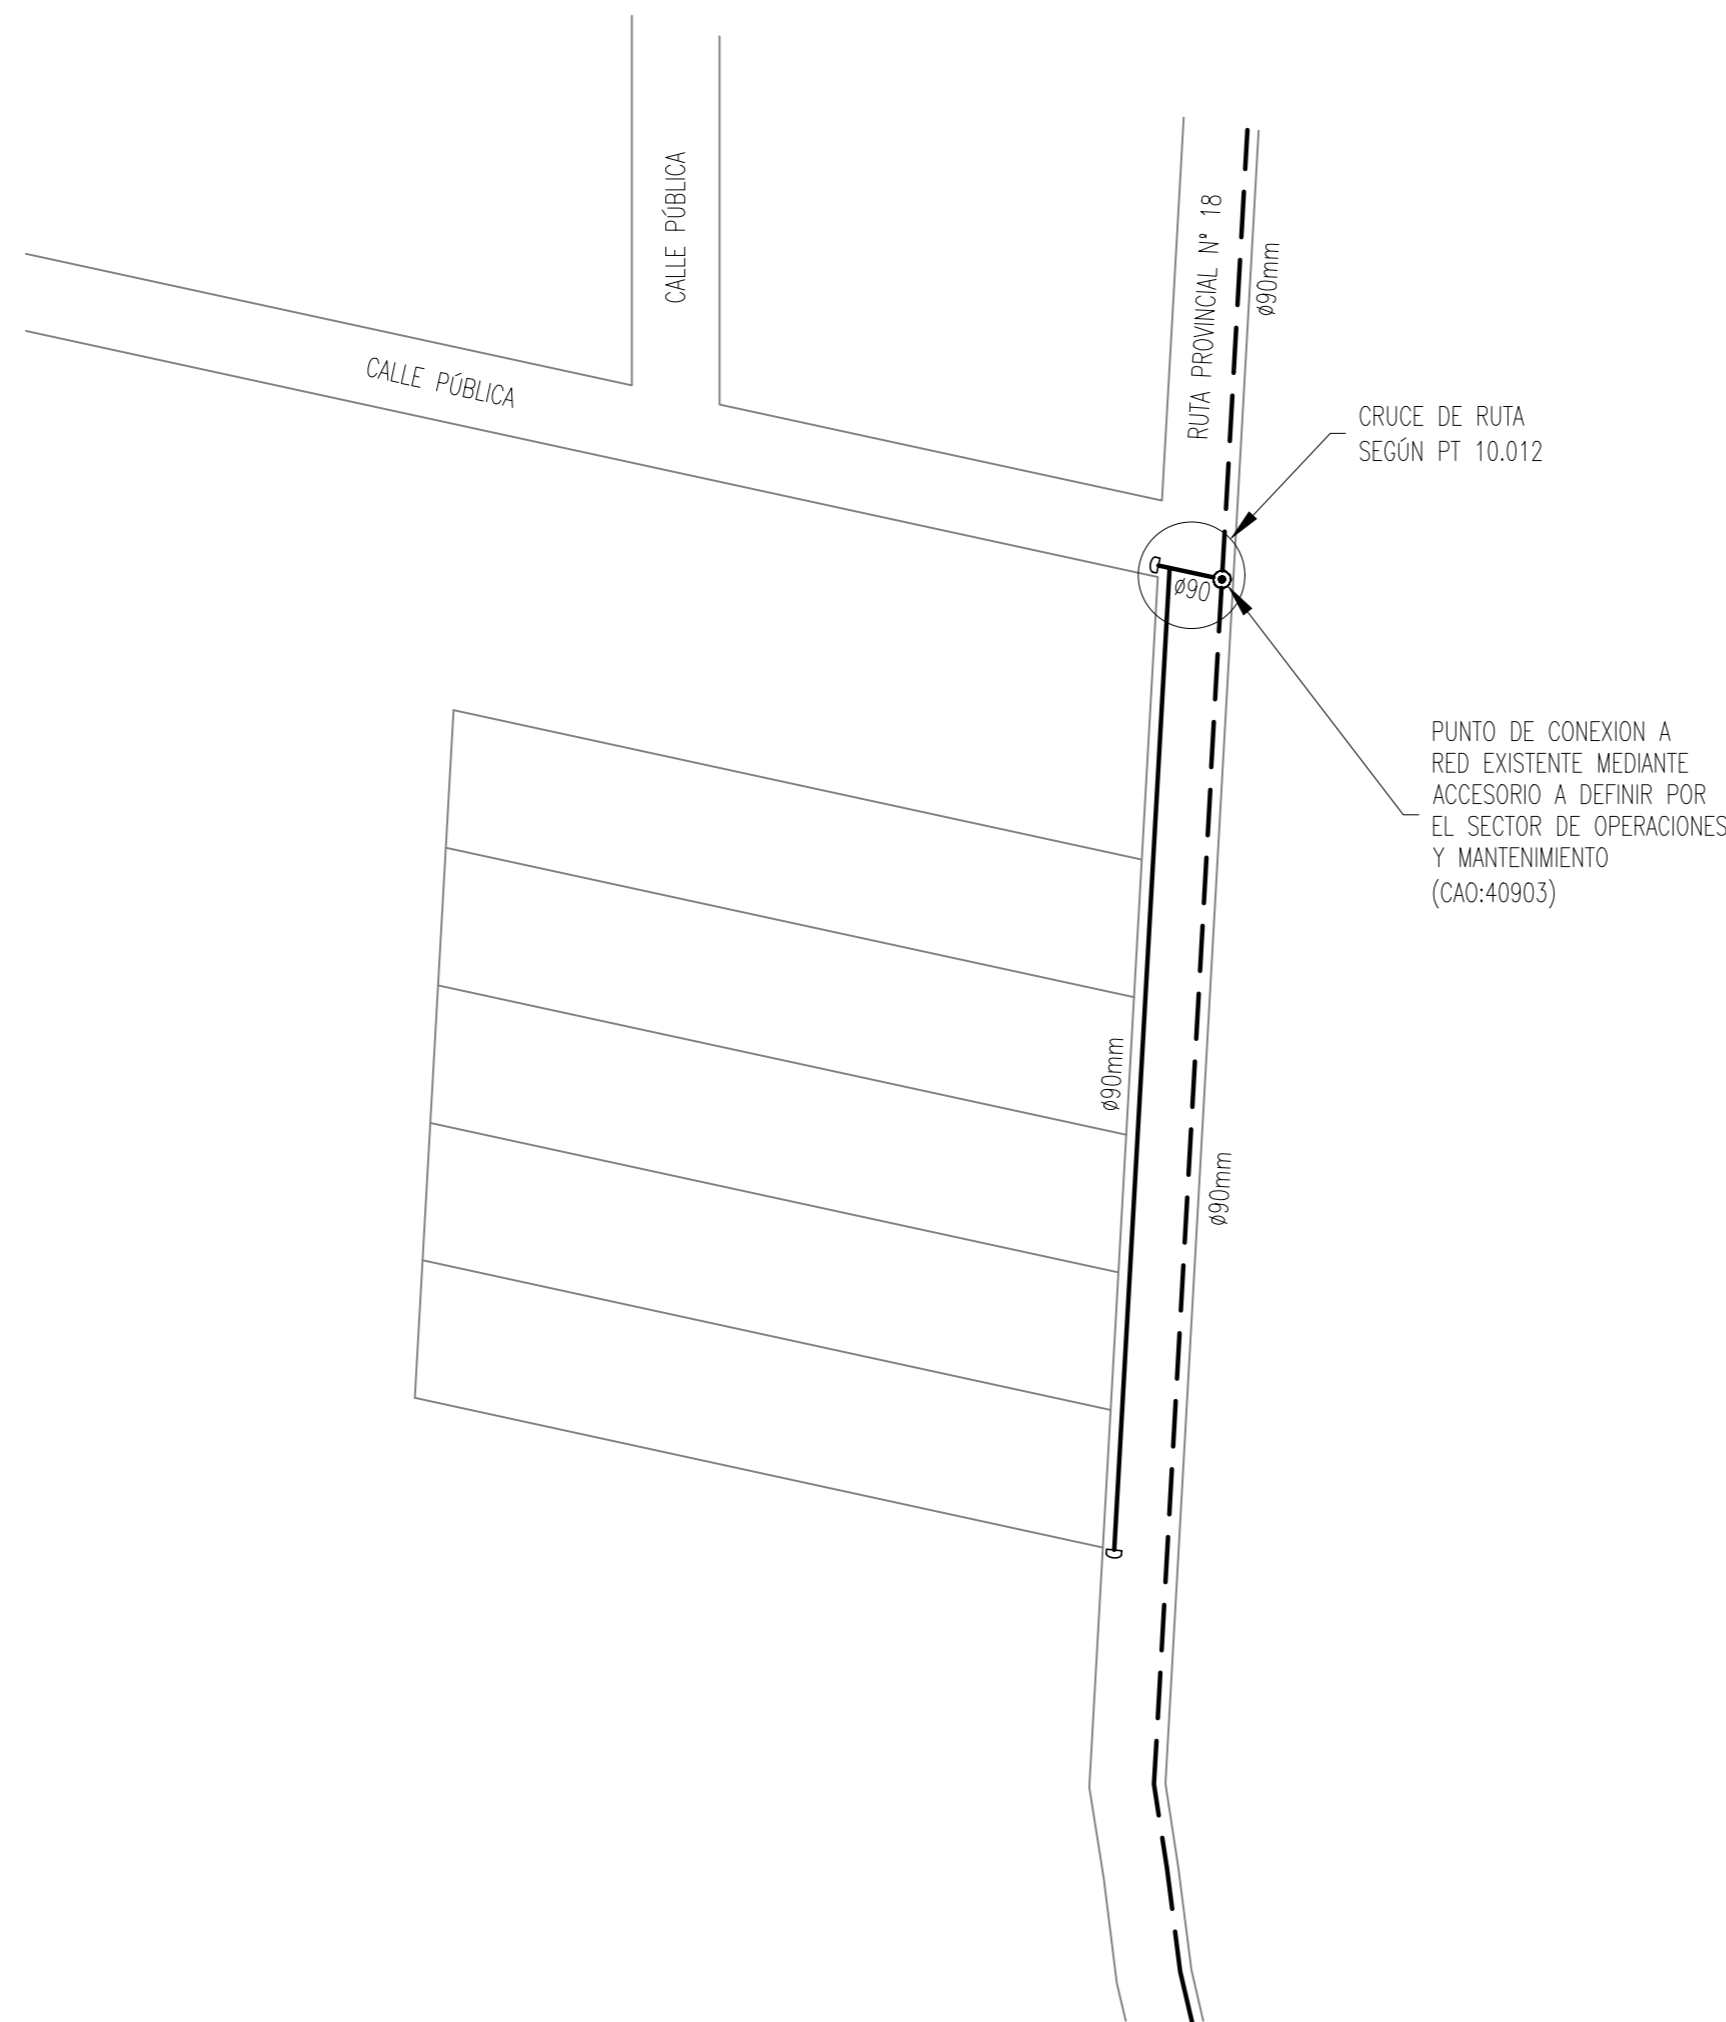 CALLE PÚBLICA
RUTA PROVINCIAL Nº 18
ø90mm
CALLE PÚBLICA
CRUCE DE RUTA
SEGÚN PT 10.012
ø90
PUNTO DE CONEXION A
RED EXISTENTE MEDIANTE
ACCESORIO A DEFINIR POR
EL SECTOR DE OPERACIONES
Y MANTENIMIENTO
(CAO:40903)
ø90mm
ø90mm